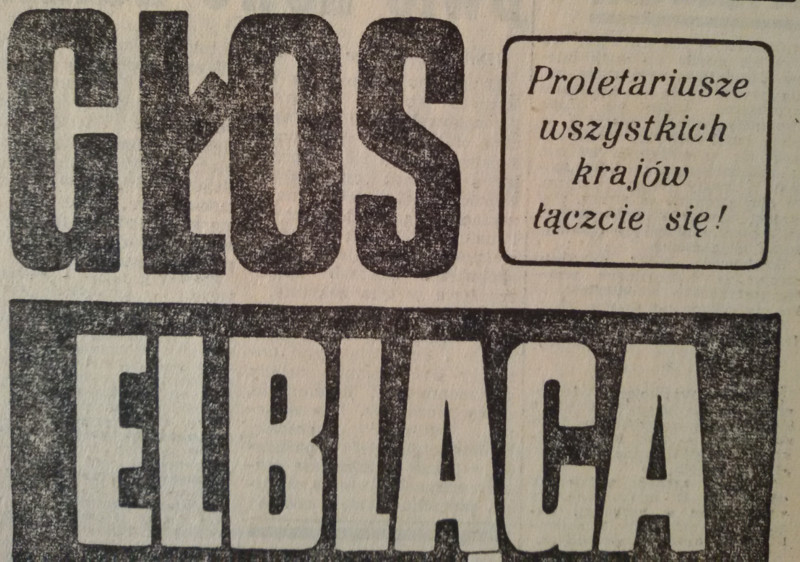 GŁOS
Proletariusze
wszystkich
krajów
łączcie się!
ELBLĄGA